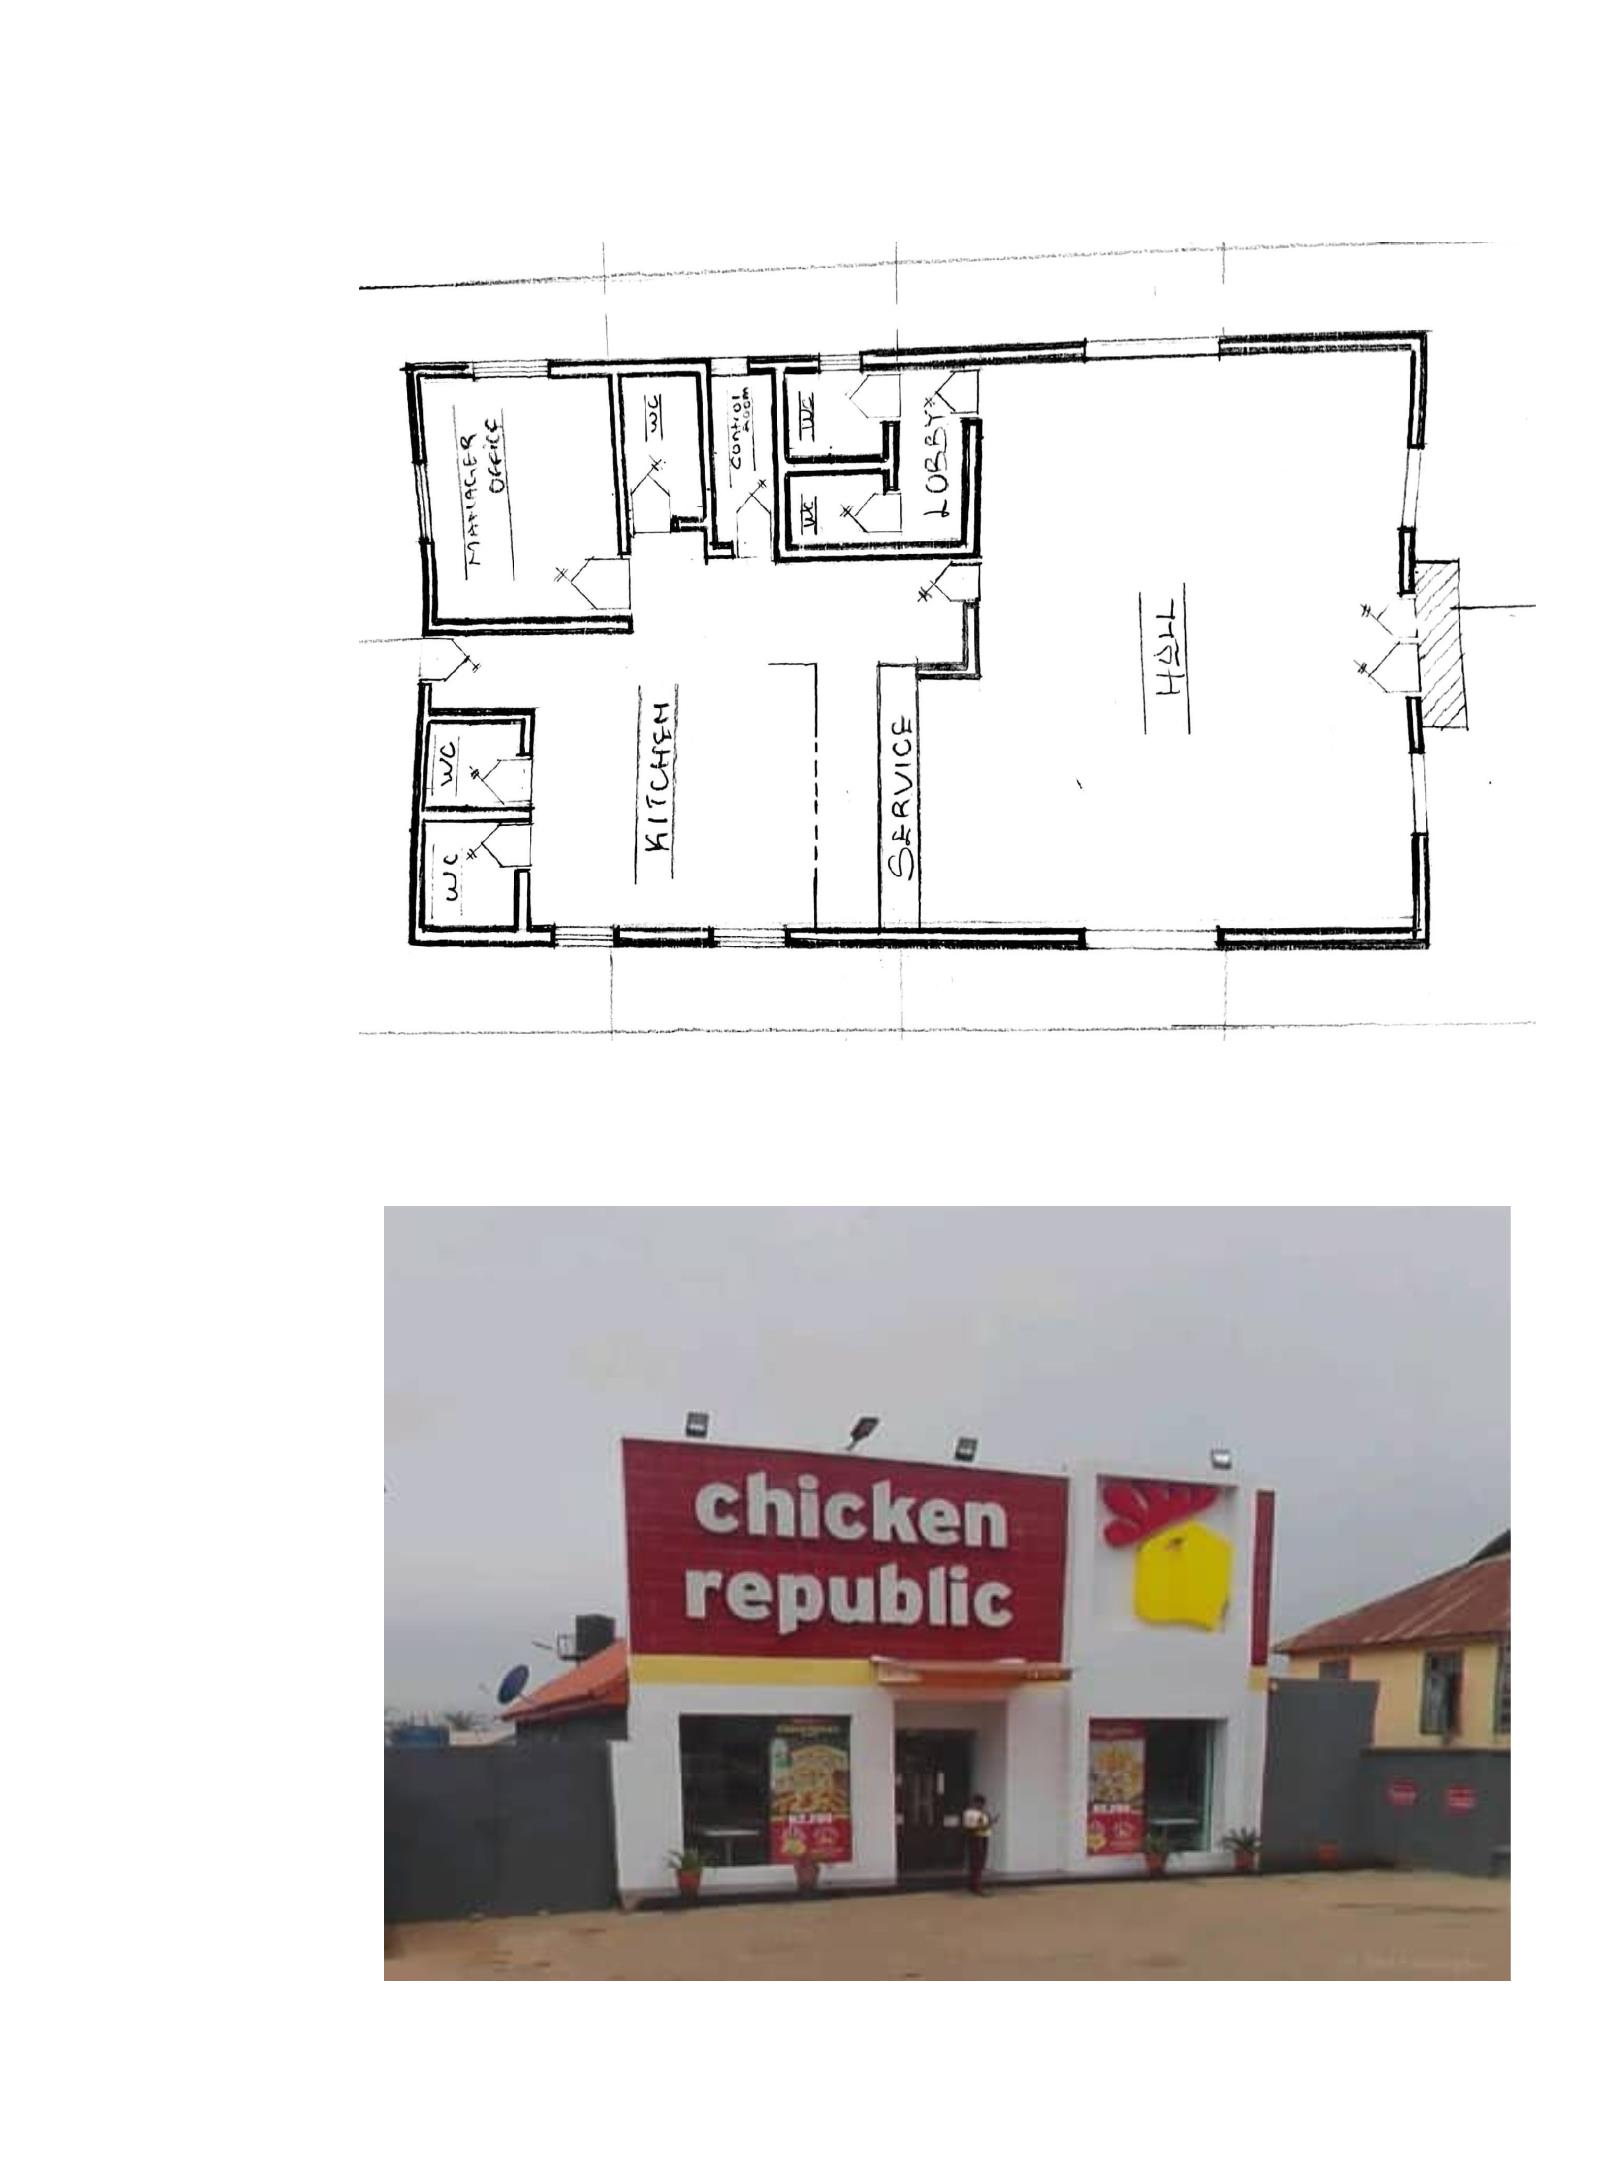 MANAGER
OFFICE
WC
CONTROL
ROOM
WC
WC
LOBBY
WC
WC
KITCHEN
SERVICE
HALL
chicken
republic